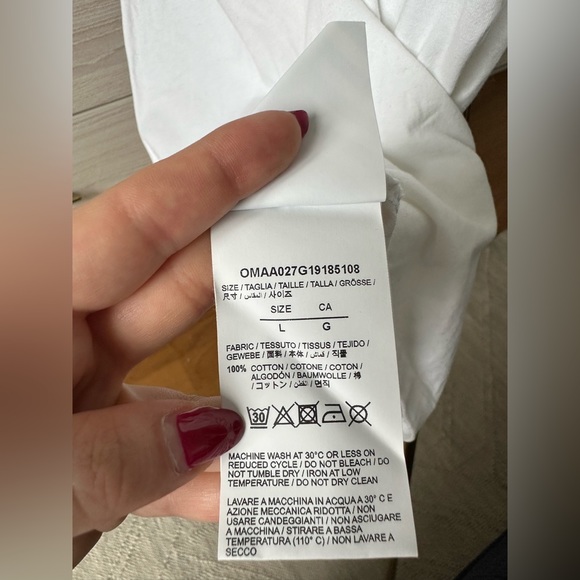 OMAA027G19185108
SIZE / TAGLIA / TAILLE / TALLA / GRÖSSE /
尺寸 / المقاس / 사이즈
SIZE CA
L G
FABRIC / TESSUTO / TISSUS / TEJIDO /
GEWEBE / 面料 / 本体 / قماش / 직물
100% COTTON / COTONE / COTON /
ALGODÓN / BAUMWOLLE / 棉
/ コットン / القطن / 면직
30
MACHINE WASH AT 30°C OR LESS ON
REDUCED CYCLE / DO NOT BLEACH / DO
NOT TUMBLE DRY / IRON AT LOW
TEMPERATURE / DO NOT DRY CLEAN
LAVARE A MACCHINA IN ACQUA A 30° C E
AZIONE MECCANICA RIDOTTA / NON
USARE CANDEGGIANTI / NON ASCIUGARE
A MACCHINA / STIRARE A BASSA
TEMPERATURA (110° C) / NON LAVARE A
SECCO